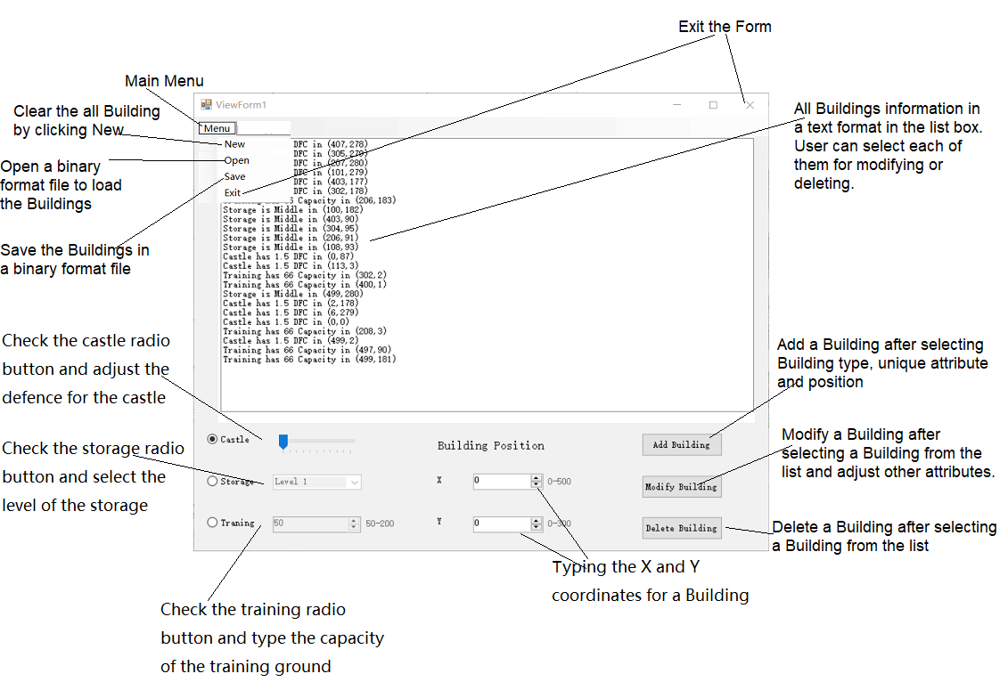 Exit the Form
Main Menu
Clear the all Building
by clicking New
Open a binary
format file to load
the Buildings
Save the Buildings in
a binary format file
ViewForm1
Menu
New
Open
Save
Exit
DFC in (407,278)
DFC in (305,279)
DFC in (207,280)
DFC in (101,279)
DFC in (403,177)
DFC in (302,178)
6 Capacity in (206,183)
Storage is Middle in (100,182)
Storage is Middle in (403,90)
Storage is Middle in (304,95)
Storage is Middle in (206,91)
Storage is Middle in (108,93)
Castle has 1.5 DFC in (0,87)
Castle has 1.5 DFC in (113,3)
Training has 66 Capacity in (302,2)
Training has 66 Capacity in (400,1)
Storage is Middle in (499,280)
Castle has 1.5 DFC in (2,178)
Castle has 1.5 DFC in (6,279)
Castle has 1.5 DFC in (0,0)
Training has 66 Capacity in (208,3)
Castle has 1.5 DFC in (499,2)
Training has 66 Capacity in (497,90)
Training has 66 Capacity in (499,181)
All Buildings information in
a text format in the list box.
User can select each of
them for modifying or
deleting.
Check the castle radio
button and adjust the
defence for the castle
Check the storage radio
button and select the
level of the storage
Castle
Building Position
Add Building
Storage
Level 1
X
0
0-500
Modify Building
Traning
50
50-200
Y
0
0-300
Delete Building
Add a Building after selecting
Building type, unique attribute
and position
Modify a Building after
selecting a Building from the
list and adjust other attributes.
Delete a Building after selecting
a Building from the list
Typing the X and Y
coordinates for a Building
Check the training radio
button and type the capacity
of the training ground